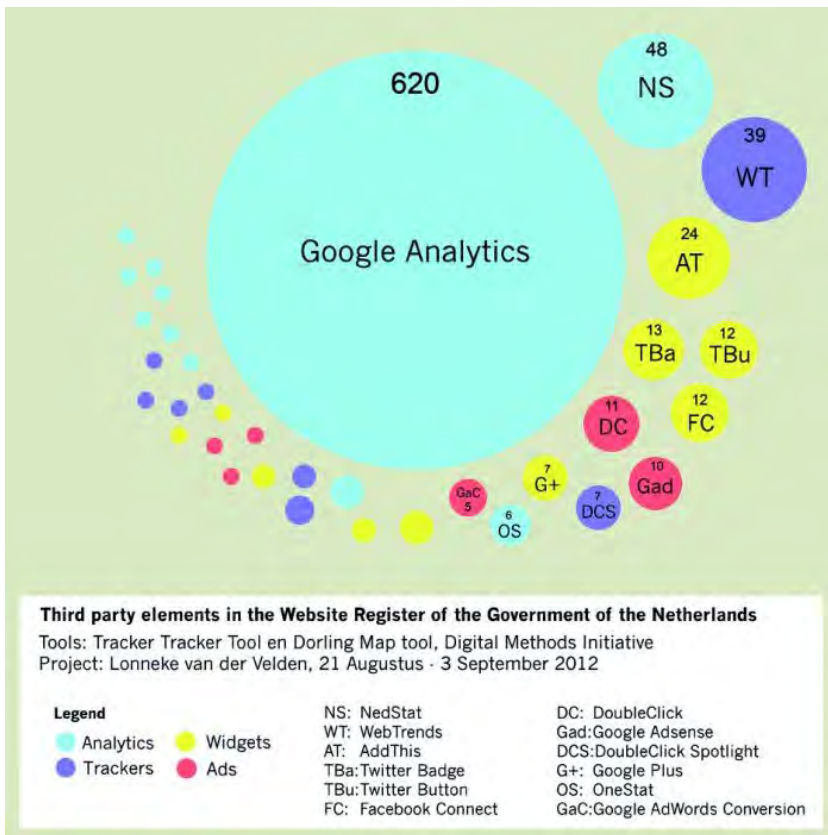 620
Google Analytics
48
NS
39
WT
24
AT
13
TBa
12
TBu
12
FC
11
DC
10
Gad
7
G+
7
DCS
6
OS
GaC
5
Third party elements in the Website Register of the Government of the Netherlands
Tools: Tracker Tracker Tool en Dorling Map tool, Digital Methods Initiative
Project: Lonneke van der Velden, 21 Augustus - 3 September 2012
Legend
Analytics
Widgets
Trackers
Ads
NS: NedStat
WT: WebTrends
AT: AddThis
TBa:Twitter Badge
TBu:Twitter Button
FC: Facebook Connect
DC: DoubleClick
Gad:Google Adsense
DCS:DoubleClick Spotlight
G+: Google Plus
OS: OneStat
GaC:Google AdWords Conversion